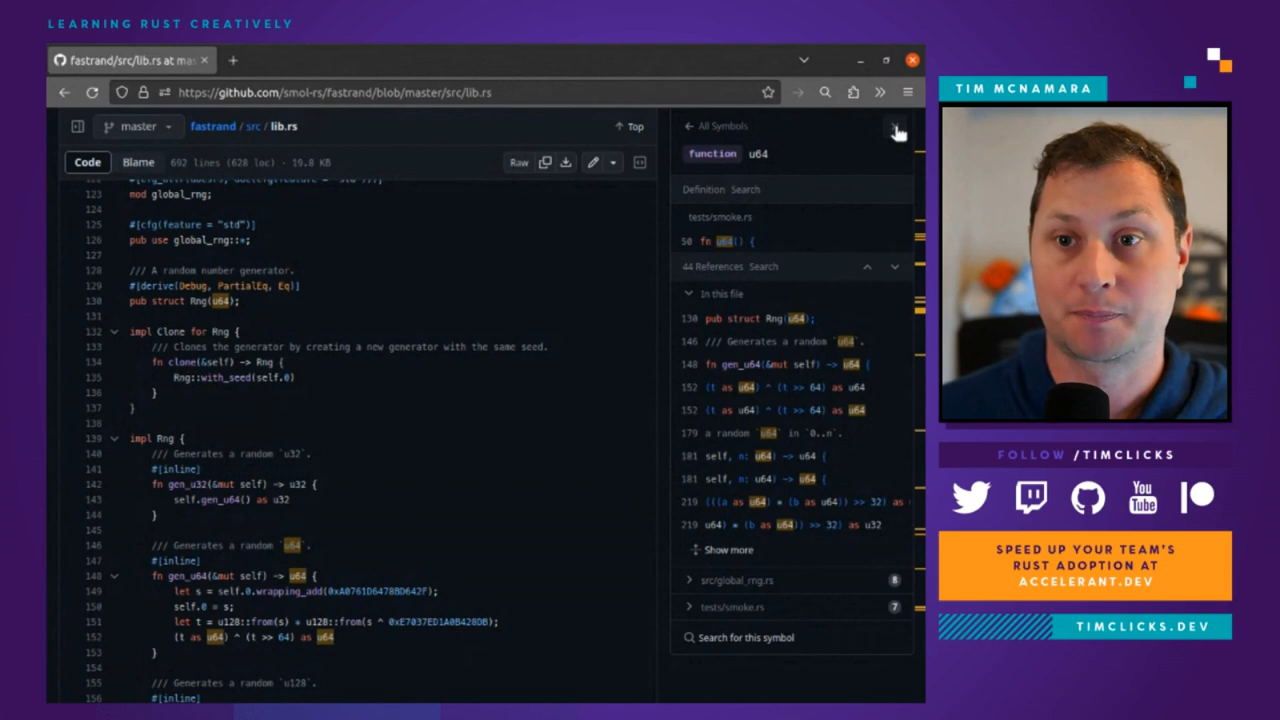 LEARNING RUST CREATIVELY
fastrand/src/lib.rs at mas
https://github.com/smol-rs/fastrand/blob/master/src/lib.rs
master
fastrand / src / lib.rs
Top
Code
Blame
692 lines (628 loc) · 19.8 KB
Raw
123 mod global_rng;
124
125 #[cfg(feature = "std")]
126 pub use global_rng::*;
127
128 /// A random number generator.
129 #[derive(Debug, PartialEq, Eq)]
130 pub struct Rng(u64);
131
132 impl Clone for Rng {
133 /// Clones the generator by creating a new generator with the same seed.
134 fn clone(&self) -> Rng {
135 Rng::with_seed(self.0)
136 }
137 }
138
139 impl Rng {
140 /// Generates a random `u32`.
141 #[inline]
142 fn gen_u32(&mut self) -> u32 {
143 self.gen_u64() as u32
144 }
145
146 /// Generates a random `u64`.
147 #[inline]
148 fn gen_u64(&mut self) -> u64 {
149 let s = self.0.wrapping_add(0xA0761D6478BD642F);
150 self.0 = s;
151 let t = u128::from(s) * u128::from(s ^ 0xE7037ED1A0B428DB);
152 (t as u64) ^ (t >> 64) as u64
153 }
154
155 /// Generates a random `u128`.
156 #[inline]
All Symbols
function u64
Definition Search
tests/smoke.rs
50 fn u64() {
44 References Search
In this file
130 pub struct Rng(u64);
146 /// Generates a random `u64`.
148 fn gen_u64(&mut self) -> u64 {
152 (t as u64) ^ (t >> 64) as u64
152 (t as u64) ^ (t >> 64) as u64
179 a random `u64` in `0..n`.
181 self, n: u64) -> u64 {
181 self, n: u64) -> u64 {
219 (((a as u64) * (b as u64)) >> 32) as
219 u64) * (b as u64)) >> 32) as u32
Show more
src/global_rng.rs 8
tests/smoke.rs 7
Search for this symbol
TIM MCNAMARA
FOLLOW /TIMCLICKS
You
Tube
SPEED UP YOUR TEAM'S
RUST ADOPTION AT
ACCELERANT.DEV
TIMCLICKS.DEV